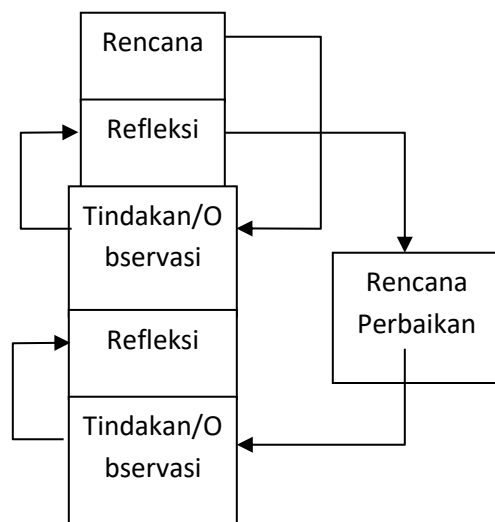 Rencana
Refleksi
Tindakan/O
bservasi
Rencana
Perbaikan
Refleksi
Tindakan/O
bservasi